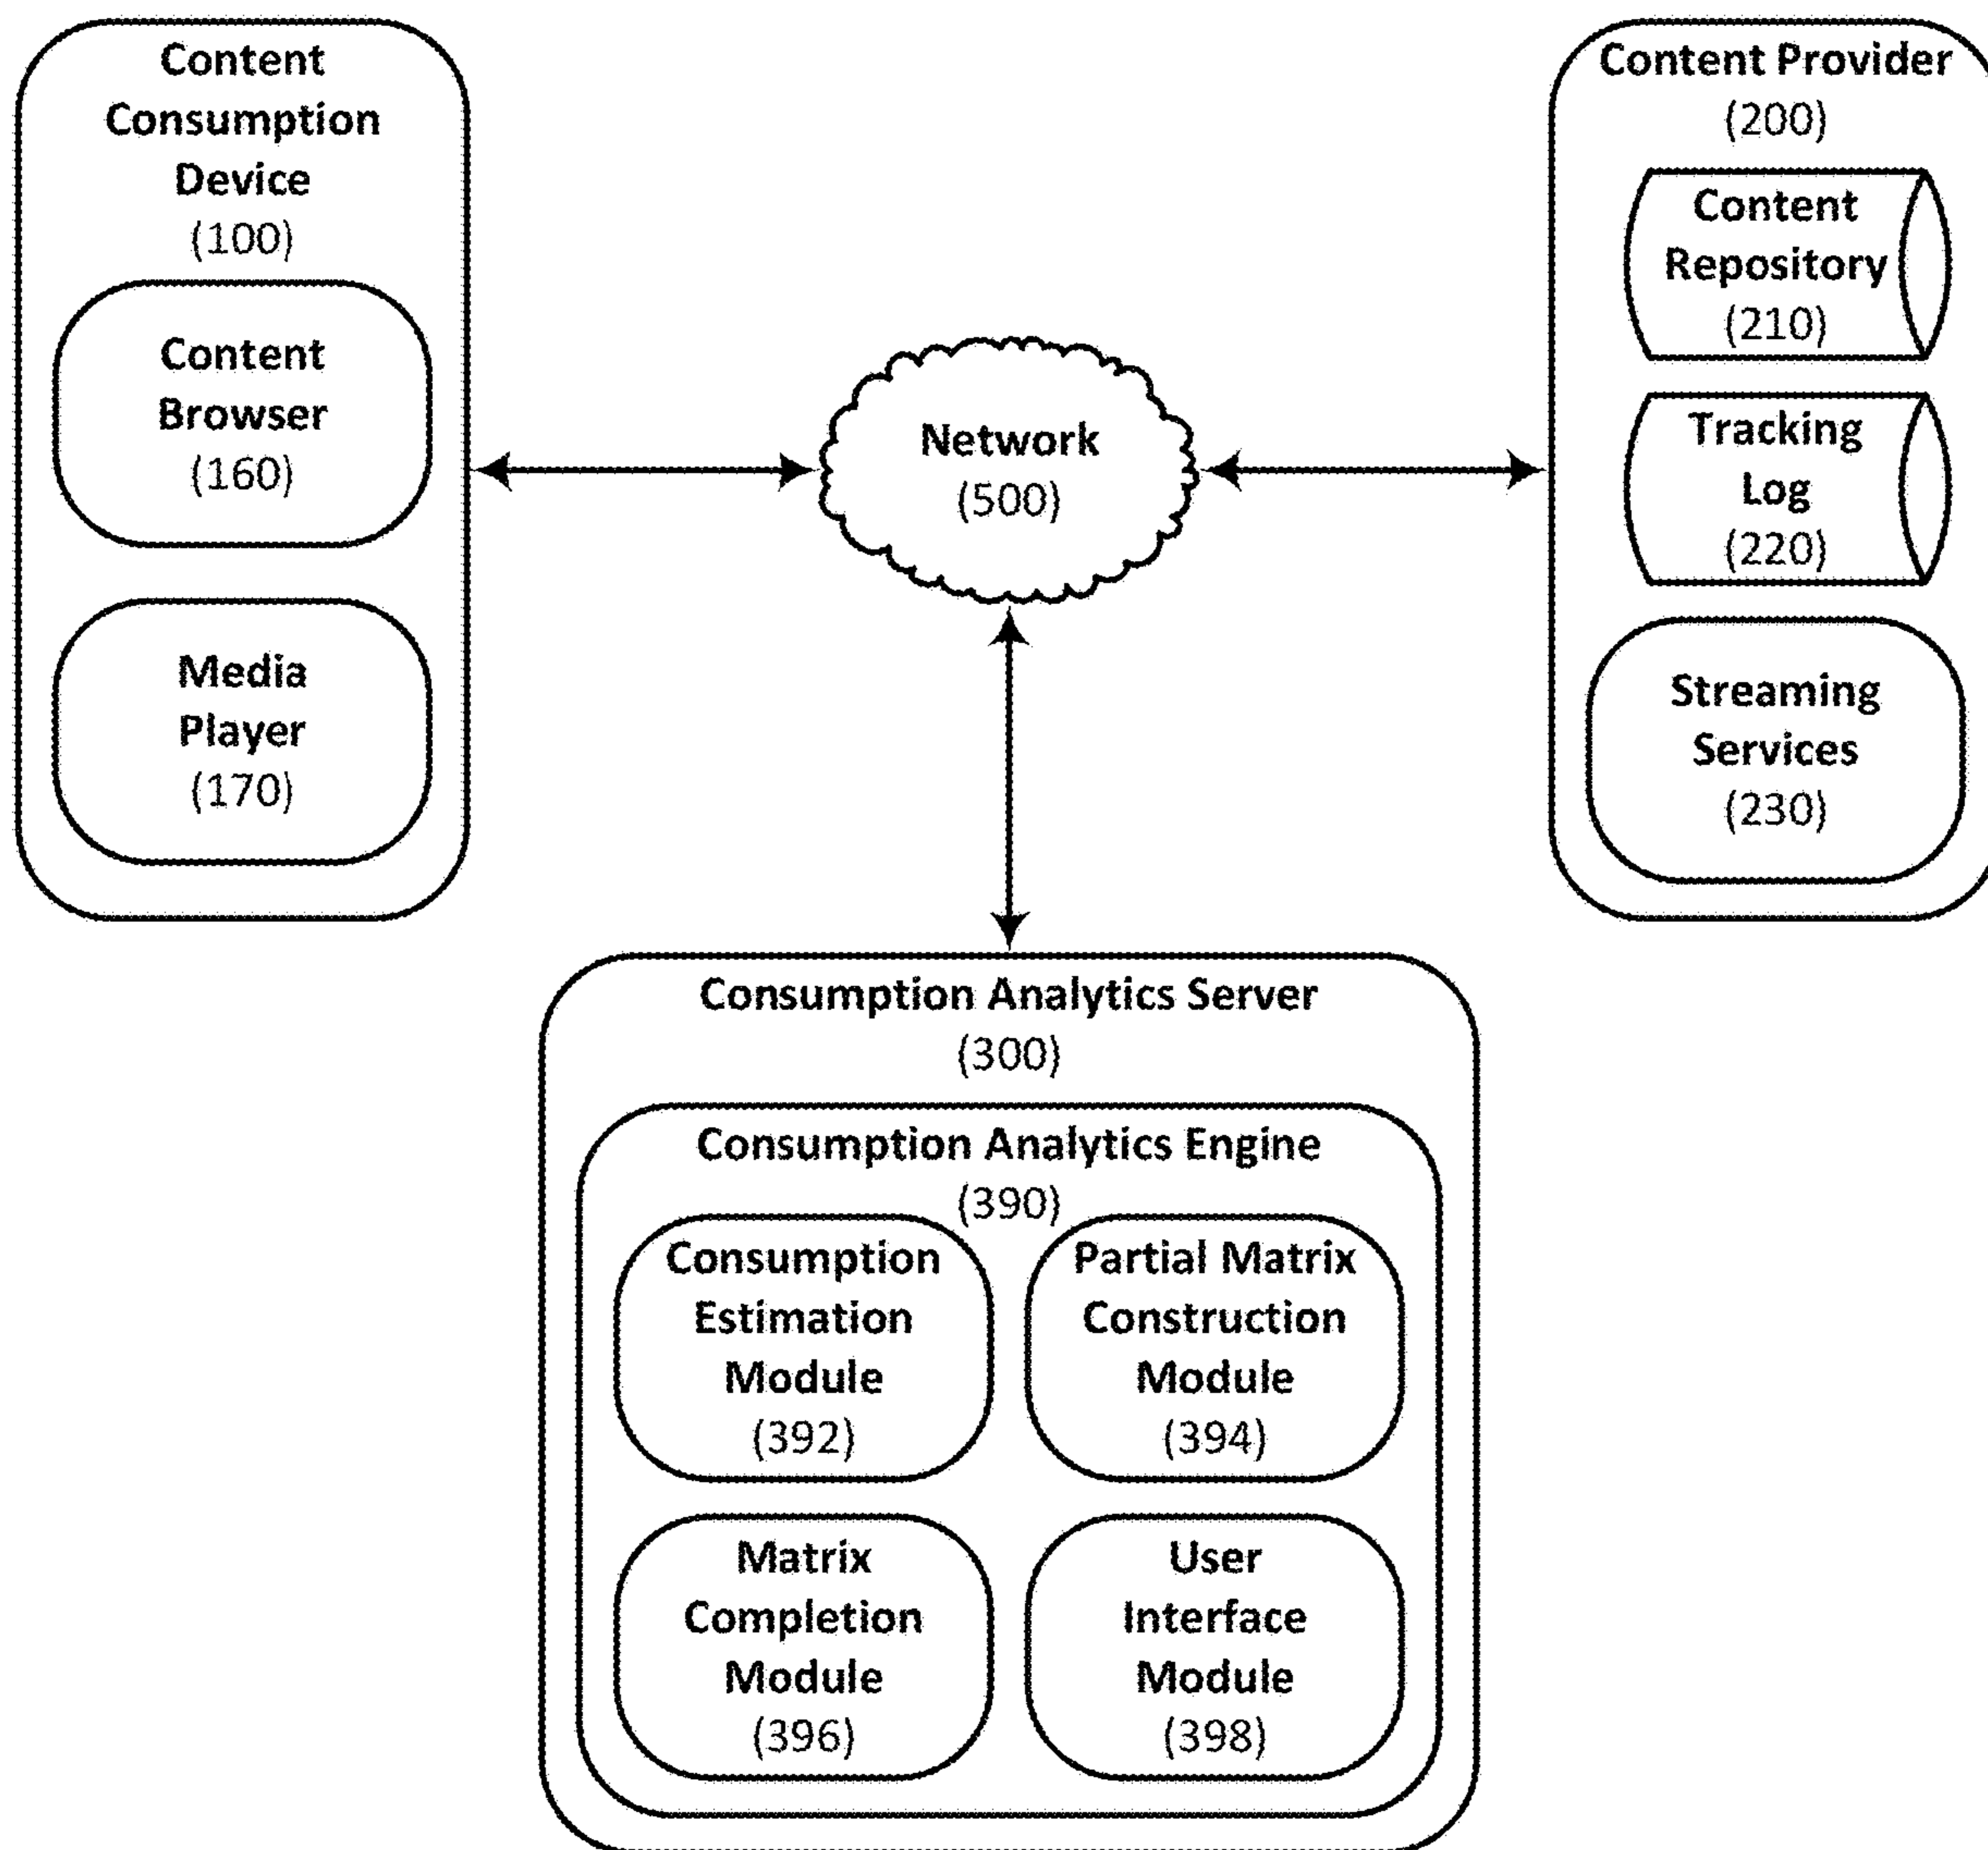 Content
Consumption
Device
(100)
Content
Browser
(160)
Media
Player
(170)
Network
(500)
Content Provider
(200)
Content
Repository
(210)
Tracking
Log
(220)
Streaming
Services
(230)
Consumption Analytics Server
(300)
Consumption Analytics Engine
(390)
Consumption
Estimation
Module
(392)
Partial Matrix
Construction
Module
(394)
Matrix
Completion
Module
(396)
User
Interface
Module
(398)